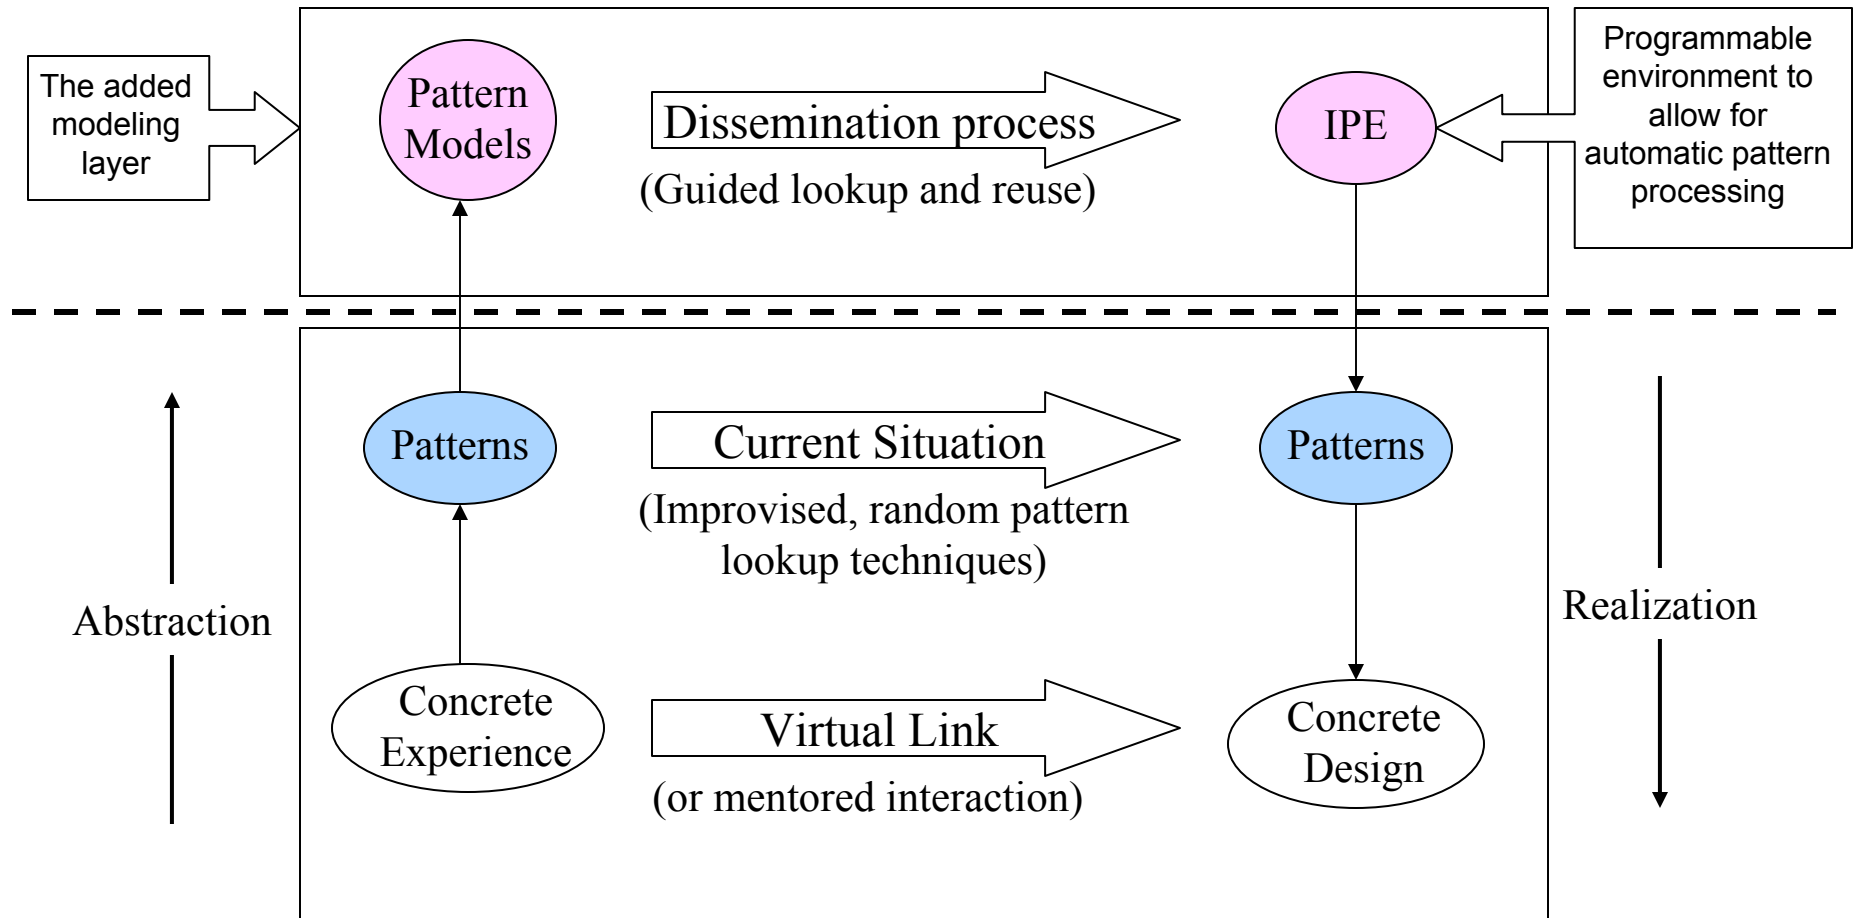 The added
modeling
layer
Pattern
Models
Dissemination process
(Guided lookup and reuse)
IPE
Programmable
environment to
allow for
automatic pattern
processing
Patterns
Current Situation
(Improvised, random pattern
lookup techniques)
Patterns
Abstraction
Realization
Concrete
Experience
Virtual Link
(or mentored interaction)
Concrete
Design